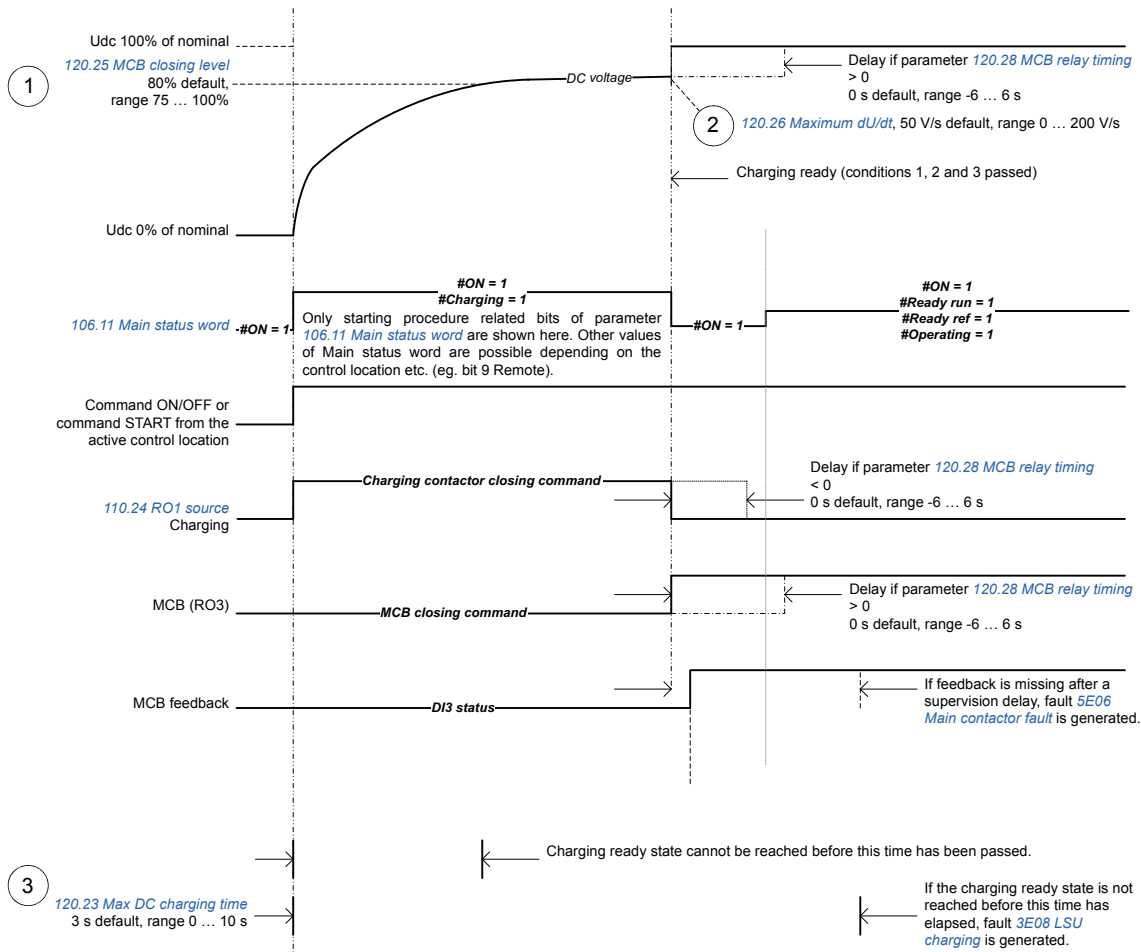 1
Udc 100% of nominal
120.25 MCB closing level
80% default,
range 75 … 100%
DC voltage
Delay if parameter 120.28 MCB relay timing
> 0
0 s default, range -6 … 6 s
2
120.26 Maximum dU/dt, 50 V/s default, range 0 … 200 V/s
Charging ready (conditions 1, 2 and 3 passed)
Udc 0% of nominal
106.11 Main status word
#ON = 1
#ON = 1
#Charging = 1
Only starting procedure related bits of parameter
106.11 Main status word are shown here. Other values
of Main status word are possible depending on the
control location etc. (eg. bit 9 Remote).
#ON = 1
#ON = 1
#Ready run = 1
#Ready ref = 1
#Operating = 1
Command ON/OFF or
command START from the
active control location
110.24 RO1 source
Charging
Charging contactor closing command
Delay if parameter 120.28 MCB relay timing
< 0
0 s default, range -6 … 6 s
MCB (RO3)
MCB closing command
Delay if parameter 120.28 MCB relay timing
> 0
0 s default, range -6 … 6 s
MCB feedback
DI3 status
If feedback is missing after a
supervision delay, fault 5E06
Main contactor fault is generated.
3
Charging ready state cannot be reached before this time has been passed.
120.23 Max DC charging time
3 s default, range 0 … 10 s
If the charging ready state is not
reached before this time has
elapsed, fault 3E08 LSU
charging is generated.